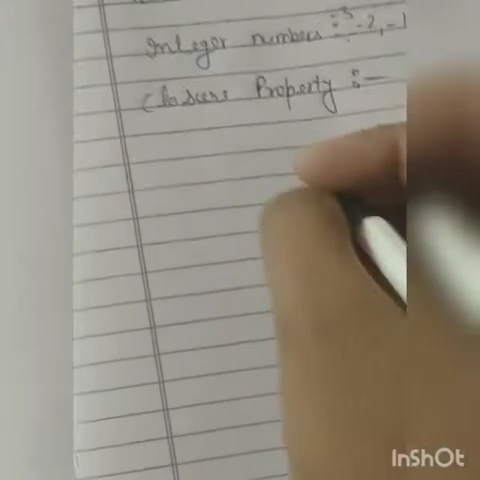 Integer numbers :- -3, -2, -1
Closure Property :-
InShOt